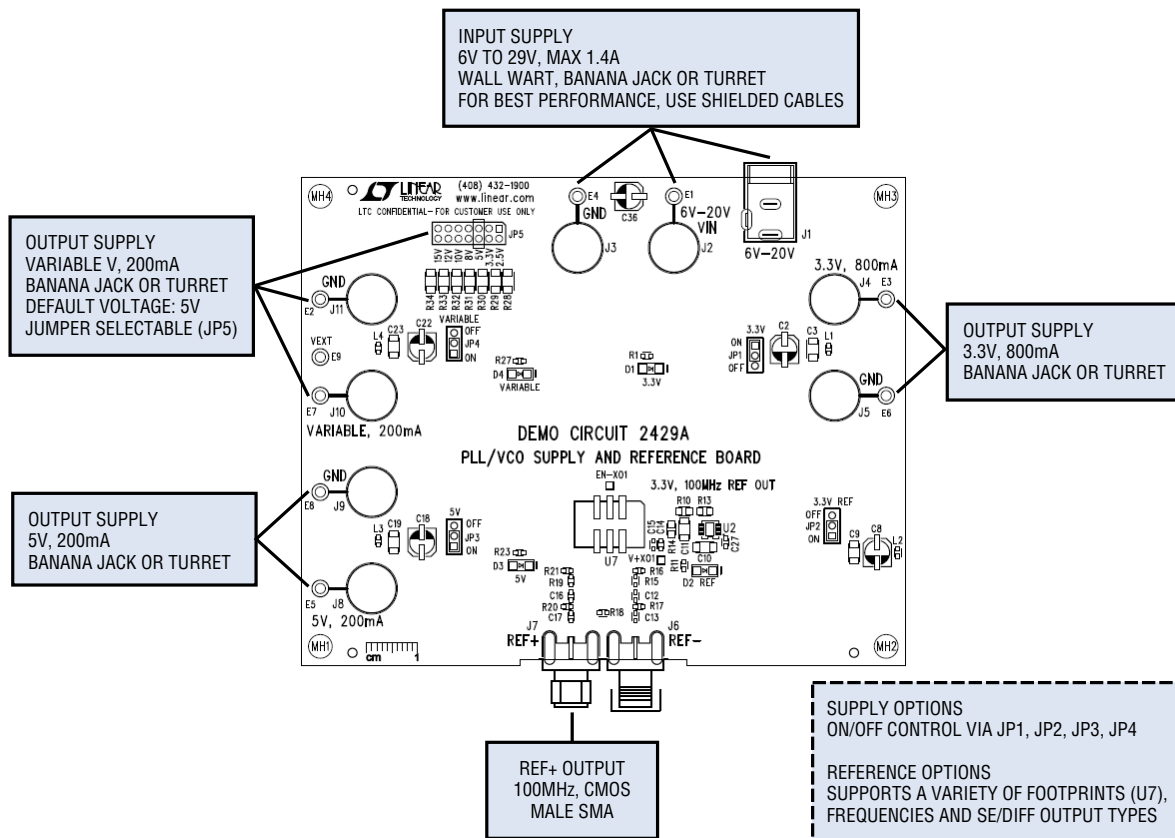 INPUT SUPPLY
6V TO 29V, MAX 1.4A
WALL WART, BANANA JACK OR TURRET
FOR BEST PERFORMANCE, USE SHIELDED CABLES
OUTPUT SUPPLY
VARIABLE V, 200mA
BANANA JACK OR TURRET
DEFAULT VOLTAGE: 5V
JUMPER SELECTABLE (JP5)
OUTPUT SUPPLY
5V, 200mA
BANANA JACK OR TURRET
MH4
LINEAR
TECHNOLOGY
(408) 432-1900
www.linear.com
LTC CONFIDENTIAL-FOR CUSTOMER USE ONLY
JP5
15V
12V
10V
8V
5V
3.3V
2.5V
R34
R33
R32
R31
R30
R29
R28
E4
GND
J3
C36
E1
6V-20V
VIN
J2
J1
6V-20V
MH3
GND
E2
J11
VEXT
E9
L4
C23
C22
VARIABLE
OFF
JP4
ON
R27
D4
VARIABLE
E7
J10
VARIABLE, 200mA
3.3V, 800mA
J4
E3
3.3V
ON
JP1
OFF
C2
C3
L1
R1
D1
3.3V
GND
J5
E6
DEMO CIRCUIT 2429A
PLL/VCO SUPPLY AND REFERENCE BOARD
GND
E8
J9
L3
C19
C18
5V
OFF
JP3
ON
R23
D3
5V
E5
J8
5V, 200mA
MH1
cm
1
EN-XO1
U7
3.3V, 100MHz REF OUT
R10
R13
C15
C14
R14
C11
U2
C27
V+XO1
R11
C10
D2
REF
R21
R19
C16
R20
C17
R18
R16
R15
C12
R17
C13
J7
REF+
J6
REF-
3.3V REF
OFF
JP2
ON
C9
C8
L2
MH2
OUTPUT SUPPLY
3.3V, 800mA
BANANA JACK OR TURRET
REF+ OUTPUT
100MHz, CMOS
MALE SMA
SUPPLY OPTIONS
ON/OFF CONTROL VIA JP1, JP2, JP3, JP4
REFERENCE OPTIONS
SUPPORTS A VARIETY OF FOOTPRINTS (U7),
FREQUENCIES AND SE/DIFF OUTPUT TYPES